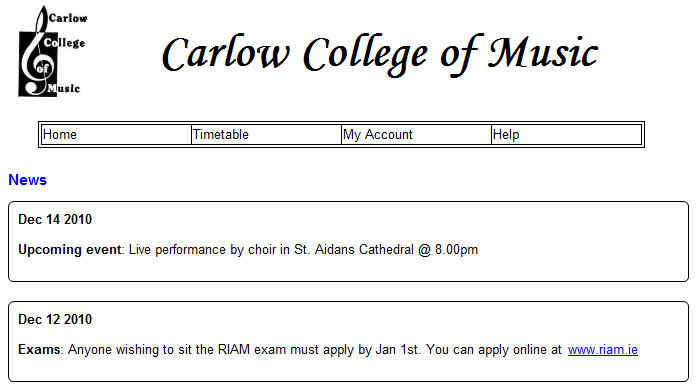 Carlow
College
of
Music
Carlow College of Music
Home Timetable My Account Help
News
Dec 14 2010
Upcoming event: Live performance by choir in St. Aidans Cathedral @ 8.00pm
Dec 12 2010
Exams: Anyone wishing to sit the RIAM exam must apply by Jan 1st. You can apply online at www.riam.ie